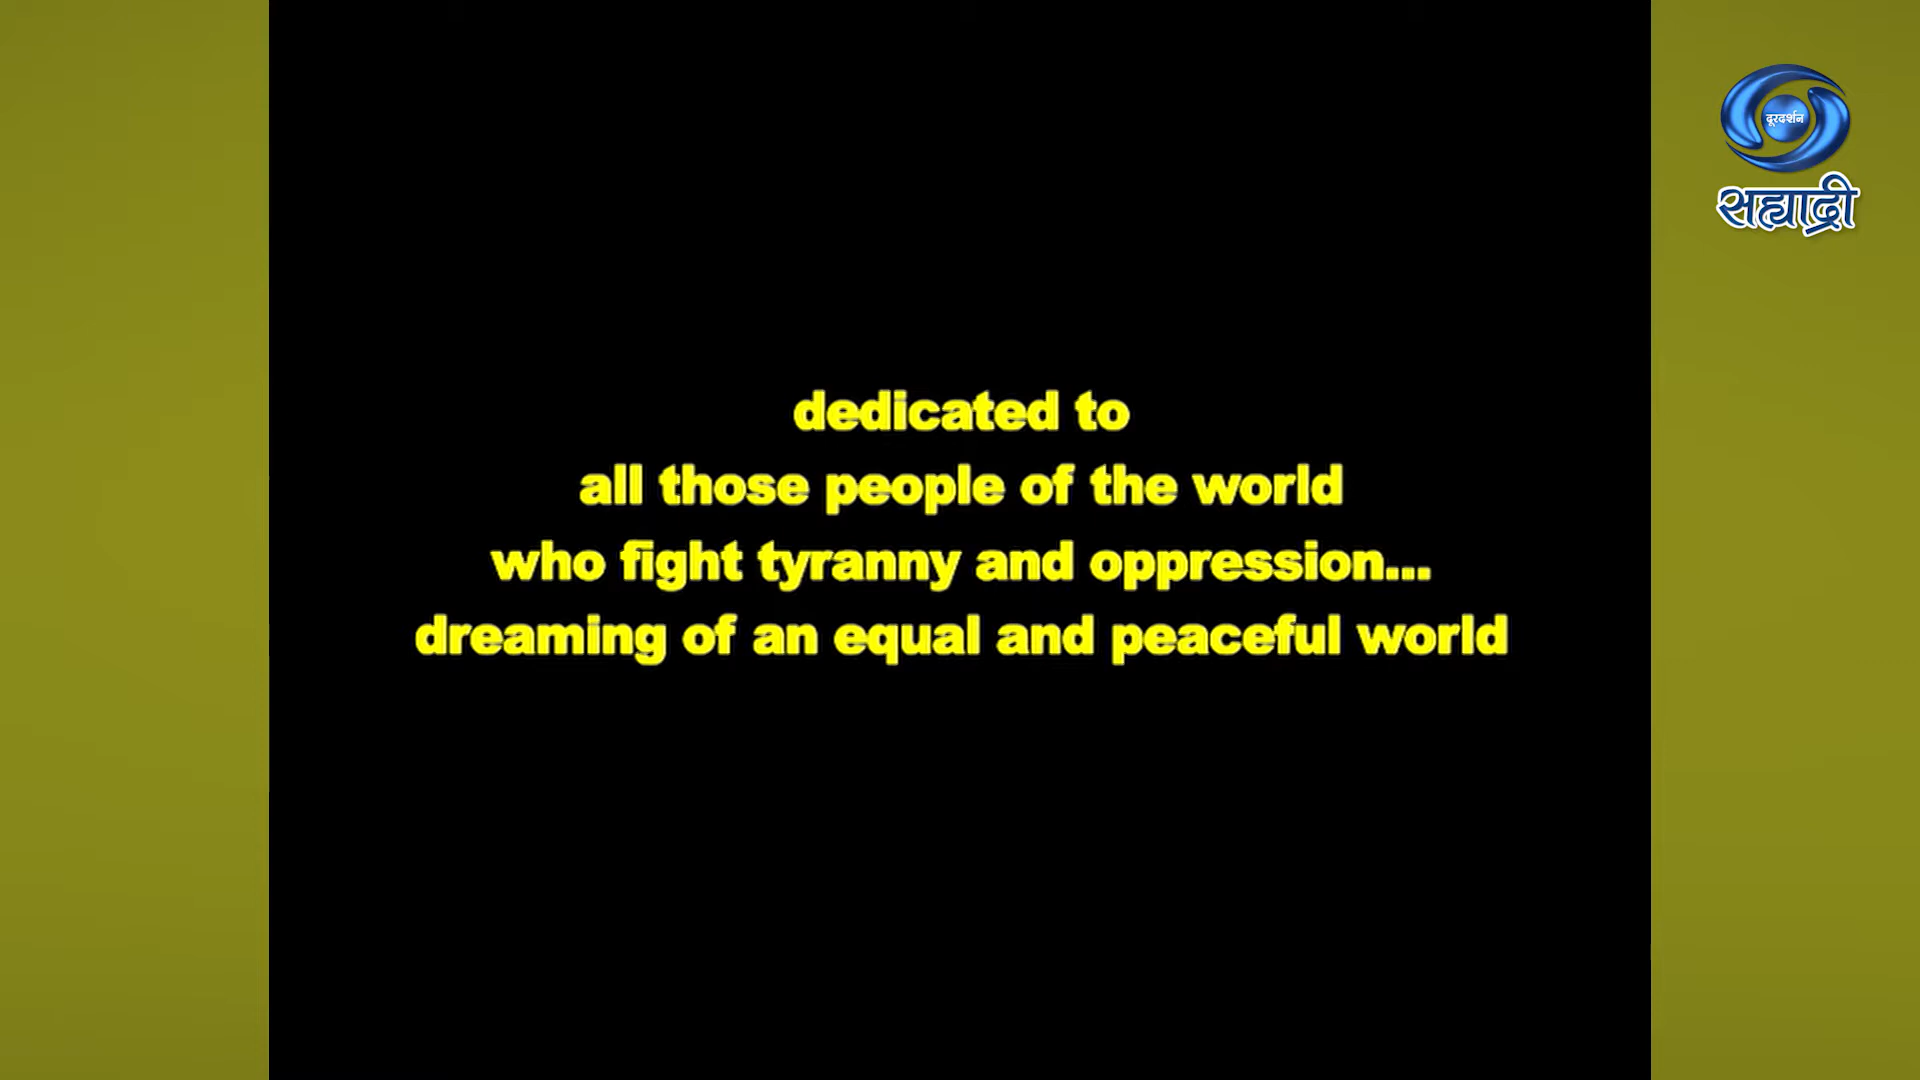 दूरदर्शन
सह्याद्री
dedicated to
all those people of the world
who fight tyranny and oppression...
dreaming of an equal and peaceful world